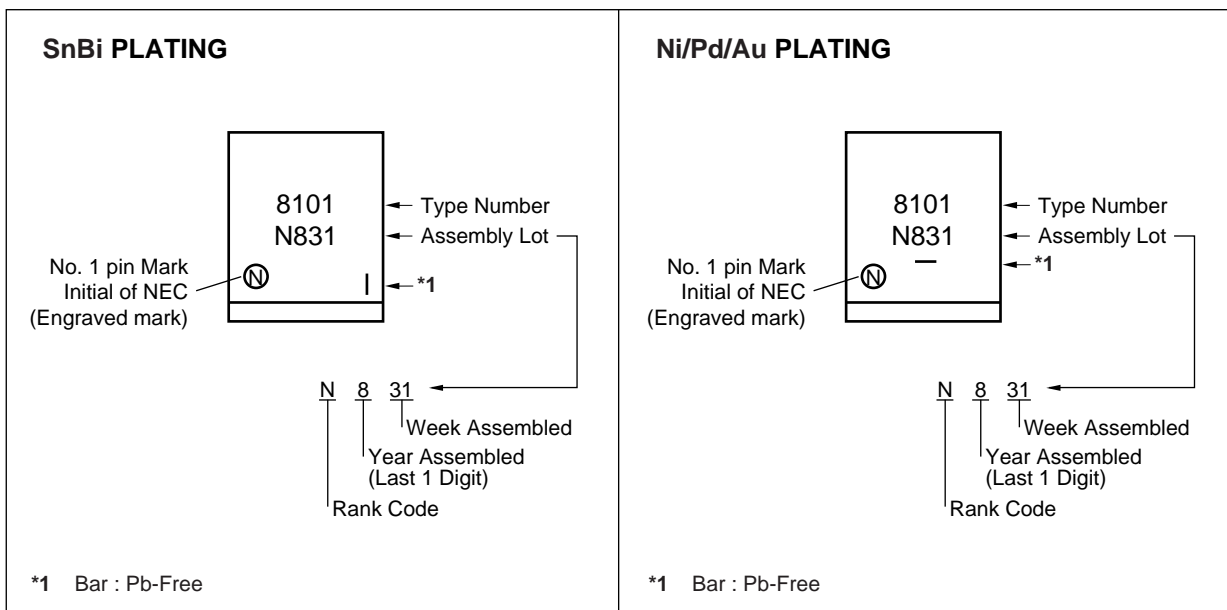 SnBi PLATING
8101
N831
Type Number
Assembly Lot
No. 1 pin Mark
Initial of NEC
(Engraved mark)
N
*1
N 8 31
Week Assembled
Year Assembled
(Last 1 Digit)
Rank Code
*1 Bar : Pb-Free
Ni/Pd/Au PLATING
8101
N831
Type Number
Assembly Lot
*1
No. 1 pin Mark
Initial of NEC
(Engraved mark)
N
N 8 31
Week Assembled
Year Assembled
(Last 1 Digit)
Rank Code
*1 Bar : Pb-Free